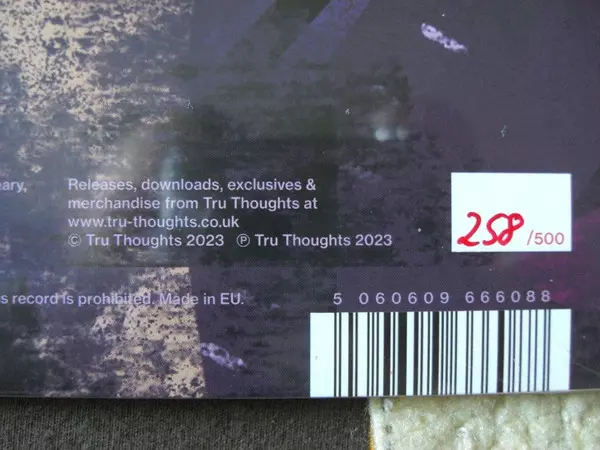 Releases, downloads, exclusives &
merchandise from Tru Thoughts at
www.tru-thoughts.co.uk
© Tru Thoughts 2023 ℗ Tru Thoughts 2023
258/500
record is prohibited. Made in EU.
5 060609 666088